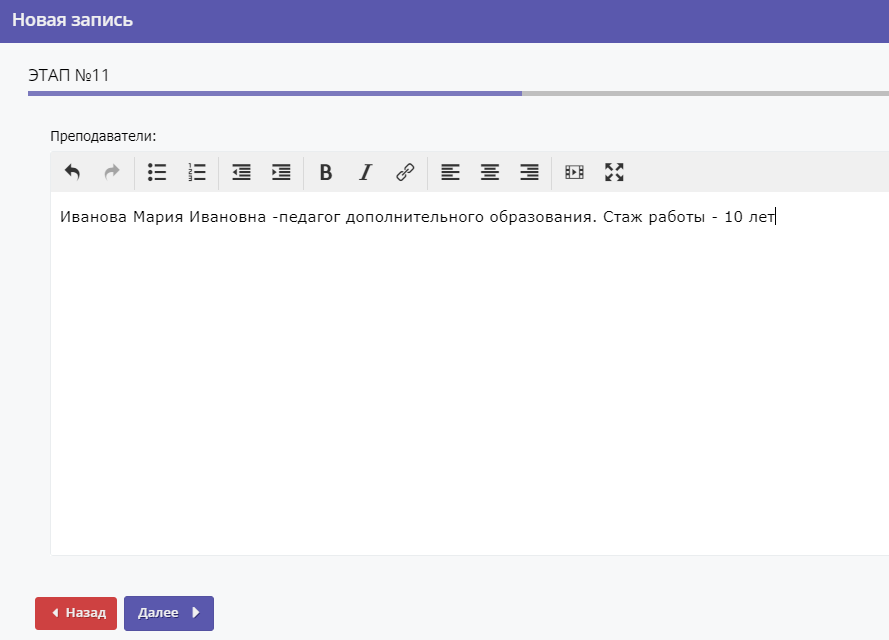 Новая запись
ЭТАП №11
Преподаватели:
Иванова Мария Ивановна -педагог дополнительного образования. Стаж работы - 10 лет
Назад
Далее